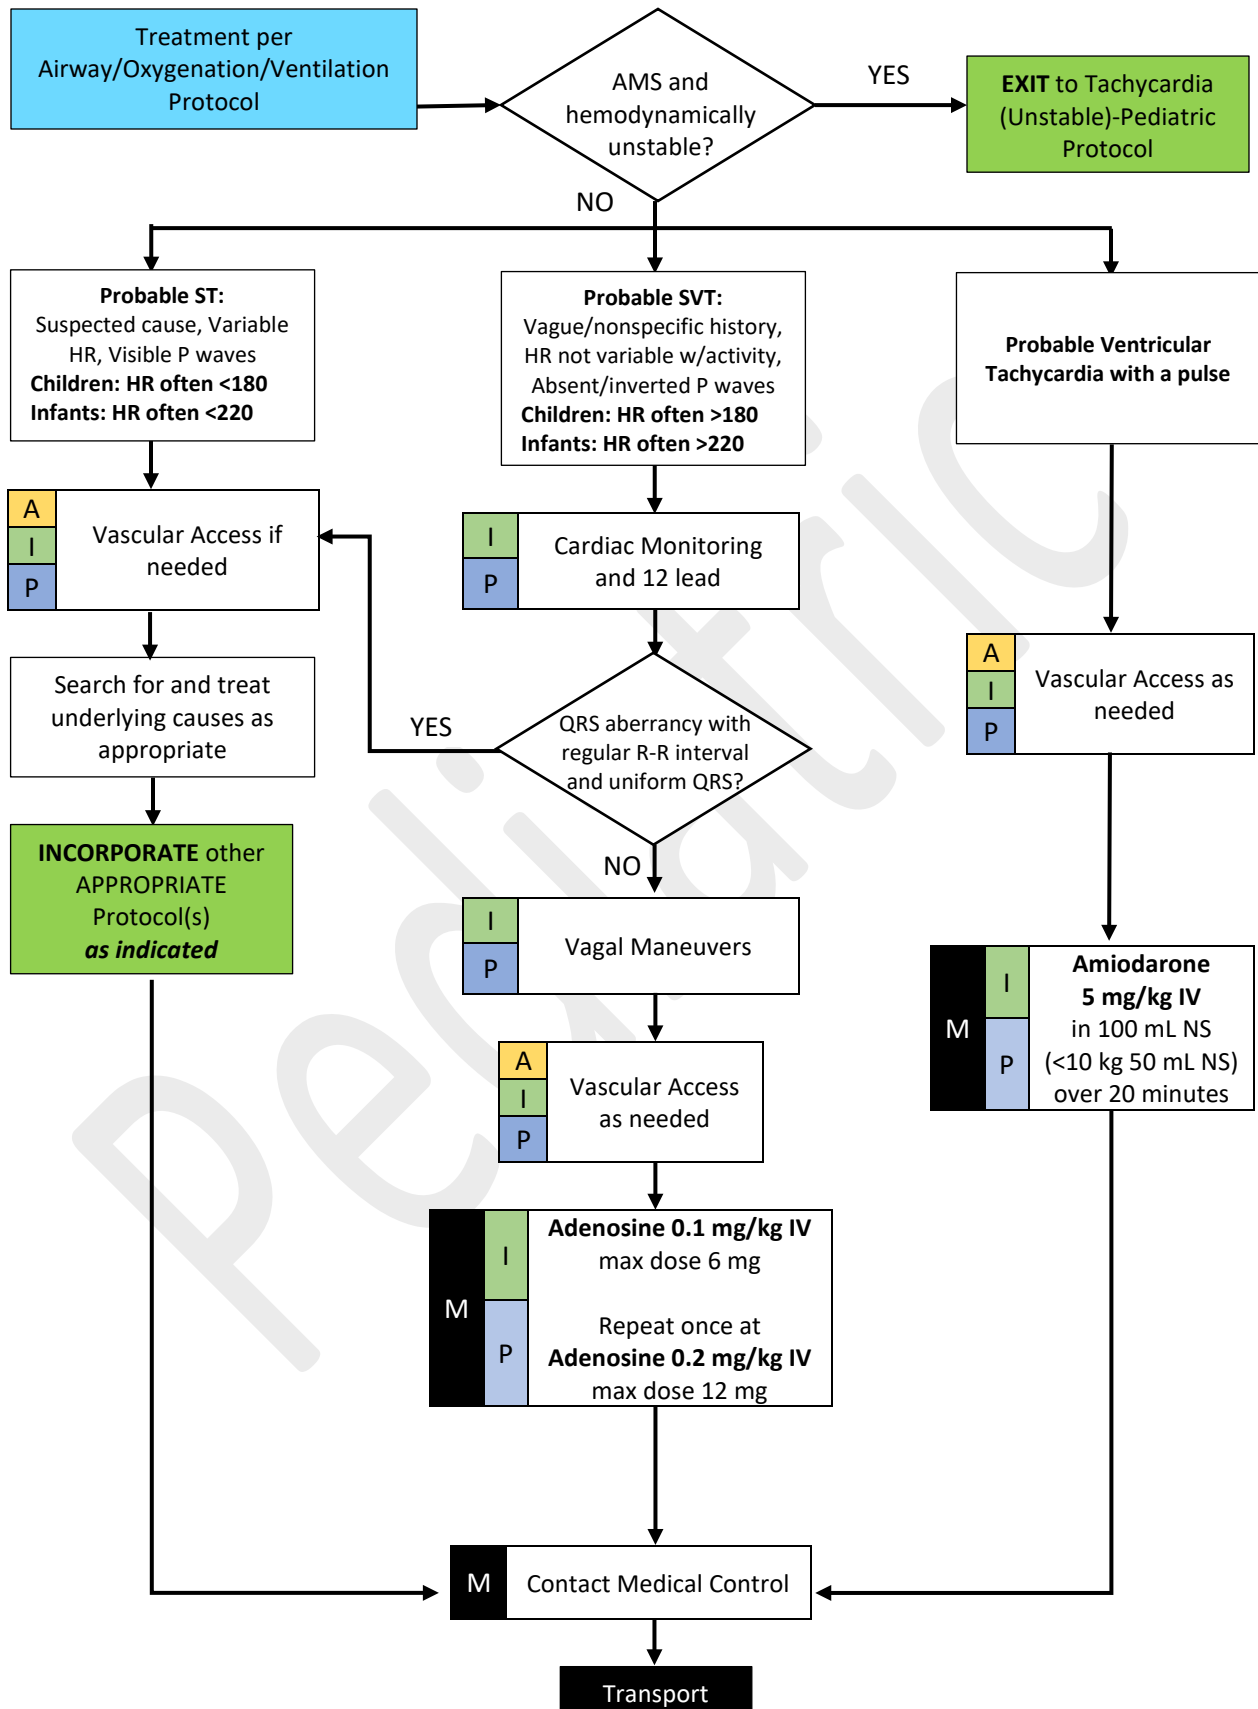 Treatment per
Airway/Oxygenation/Ventilation
Protocol
AMS and
hemodynamically
unstable?
YES
EXIT to Tachycardia
(Unstable)-Pediatric
Protocol
NO
Probable ST:
Suspected cause, Variable
HR, Visible P waves
Children: HR often <180
Infants: HR often <220
Probable SVT:
Vague/nonspecific history,
HR not variable w/activity,
Absent/inverted P waves
Children: HR often >180
Infants: HR often >220
Probable Ventricular
Tachycardia with a pulse
A
I
P
Vascular Access if
needed
I
P
Cardiac Monitoring
and 12 lead
A
I
P
Vascular Access as
needed
Search for and treat
underlying causes as
appropriate
YES
QRS aberrancy with
regular R-R interval
and uniform QRS?
NO
INCORPORATE other
APPROPRIATE
Protocol(s)
as indicated
I
P
Vagal Maneuvers
M
I
P
Amiodarone
5 mg/kg IV
in 100 mL NS
(<10 kg 50 mL NS)
over 20 minutes
A
I
P
Vascular Access
as needed
M
I
P
Adenosine 0.1 mg/kg IV
max dose 6 mg
Repeat once at
Adenosine 0.2 mg/kg IV
max dose 12 mg
M
Contact Medical Control
Transport
Pediatric